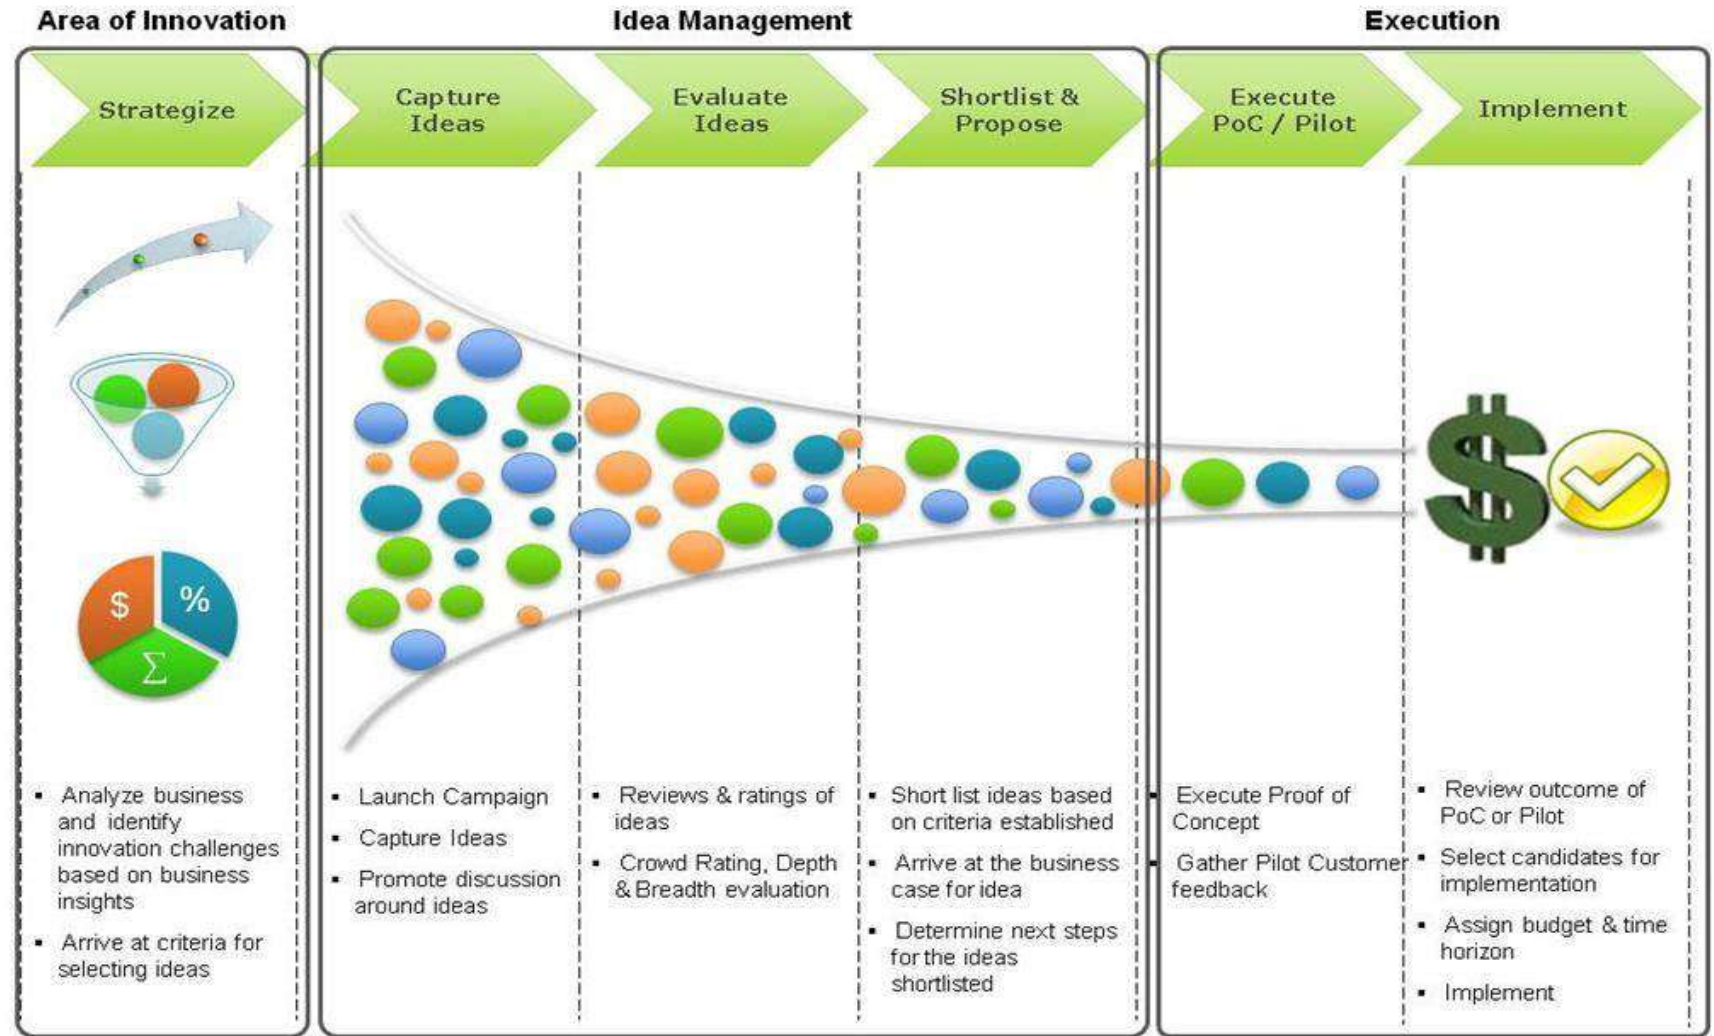 Area of Innovation
Idea Management
Execution
Strategize
Capture
Ideas
Evaluate
Ideas
Shortlist &
Propose
Execute
PoC / Pilot
Implement
$
%
Σ
$
▪ Analyze business
and identify
innovation challenges
based on business
insights
▪ Arrive at criteria for
selecting ideas
▪ Launch Campaign
▪ Capture Ideas
▪ Promote discussion
around ideas
▪ Reviews & ratings of
ideas
▪ Crowd Rating, Depth
& Breadth evaluation
▪ Short list ideas based
on criteria established
▪ Arrive at the business
case for idea
▪ Determine next steps
for the ideas
shortlisted
▪ Execute Proof of
Concept
▪ Gather Pilot Customer
feedback
▪ Review outcome of
PoC or Pilot
▪ Select candidates for
implementation
▪ Assign budget & time
horizon
▪ Implement